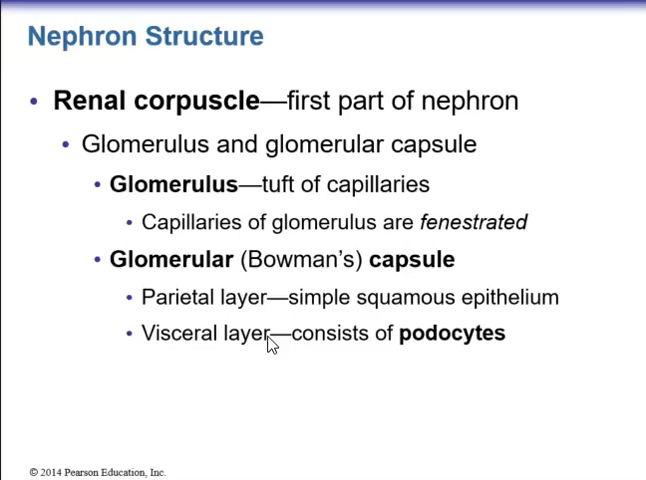 Nephron Structure
• Renal corpuscle—first part of nephron
• Glomerulus and glomerular capsule
• Glomerulus—tuft of capillaries
• Capillaries of glomerulus are fenestrated
• Glomerular (Bowman’s) capsule
• Parietal layer—simple squamous epithelium
• Visceral layer—consists of podocytes
© 2014 Pearson Education, Inc.